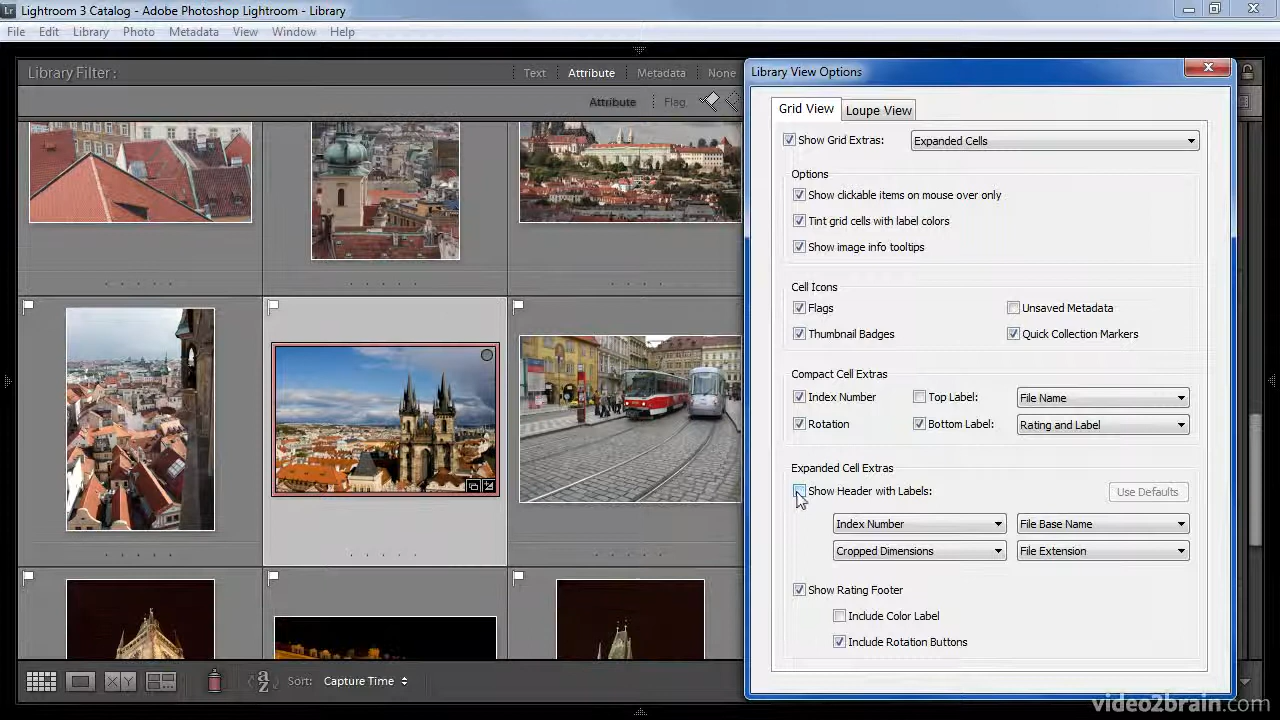 Lr Lightroom 3 Catalog - Adobe Photoshop Lightroom - Library
File Edit Library Photo Metadata View Window Help
Library Filter : Text Attribute Metadata None
Attribute Flag
Library View Options
Grid View Loupe View
Show Grid Extras: Expanded Cells
Options
Show clickable items on mouse over only
Tint grid cells with label colors
Show image info tooltips
Cell Icons
Flags Unsaved Metadata
Thumbnail Badges Quick Collection Markers
Compact Cell Extras
Index Number Top Label: File Name
Rotation Bottom Label: Rating and Label
Expanded Cell Extras
Show Header with Labels: Use Defaults
Index Number File Base Name
Cropped Dimensions File Extension
Show Rating Footer
Include Color Label
Include Rotation Buttons
XY AZ Sort: Capture Time
video2brain.com